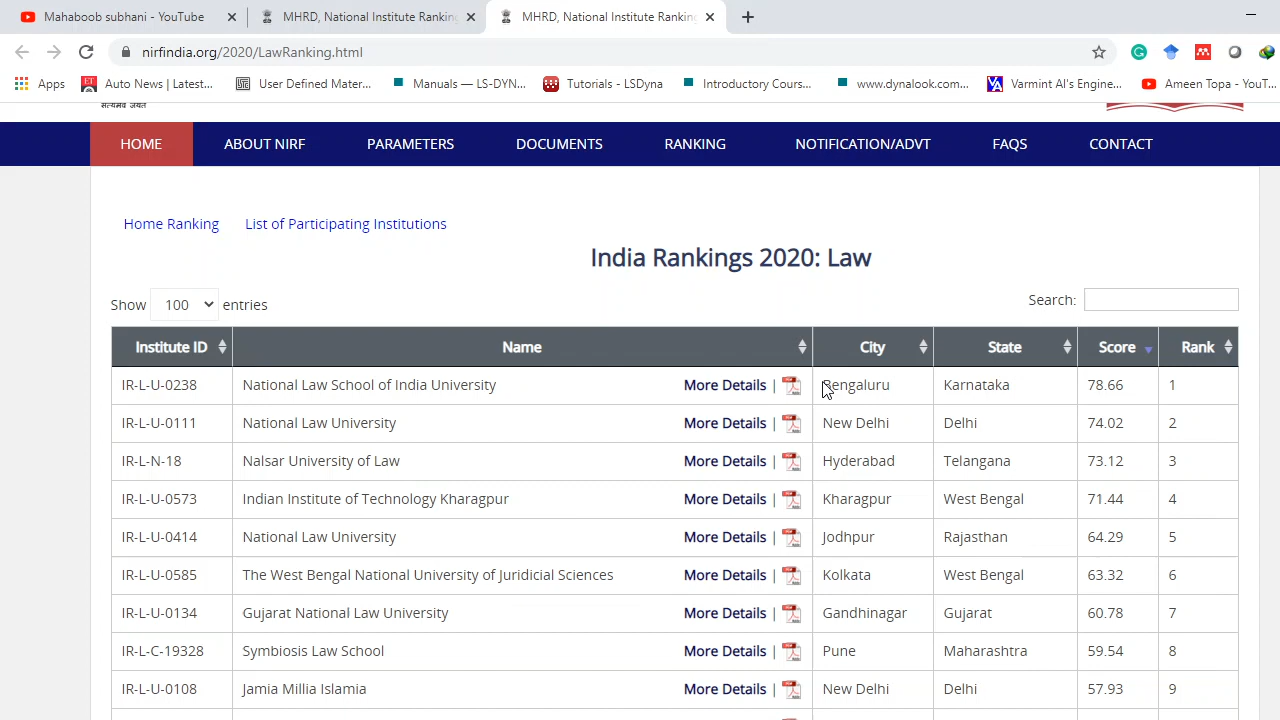 Mahaboob subhani - YouTube
MHRD, National Institute Ranking
MHRD, National Institute Ranking
nirfindia.org/2020/LawRanking.html
Apps
Auto News | Latest...
User Defined Mater...
Manuals — LS-DYN...
Tutorials - LSDyna
Introductory Cours...
www.dynalook.com...
Varmint Al's Engine...
Ameen Topa - YouT...
सत्यमेव जयते
HOME ABOUT NIRF PARAMETERS DOCUMENTS RANKING NOTIFICATION/ADVT FAQS CONTACT
Home Ranking List of Participating Institutions
India Rankings 2020: Law
Show 100 entries Search:
Institute ID Name City State Score Rank
IR-L-U-0238 National Law School of India University More Details | Bengaluru Karnataka 78.66 1
IR-L-U-0111 National Law University More Details | New Delhi Delhi 74.02 2
IR-L-N-18 Nalsar University of Law More Details | Hyderabad Telangana 73.12 3
IR-L-U-0573 Indian Institute of Technology Kharagpur More Details | Kharagpur West Bengal 71.44 4
IR-L-U-0414 National Law University More Details | Jodhpur Rajasthan 64.29 5
IR-L-U-0585 The West Bengal National University of Juridicial Sciences More Details | Kolkata West Bengal 63.32 6
IR-L-U-0134 Gujarat National Law University More Details | Gandhinagar Gujarat 60.78 7
IR-L-C-19328 Symbiosis Law School More Details | Pune Maharashtra 59.54 8
IR-L-U-0108 Jamia Millia Islamia More Details | New Delhi Delhi 57.93 9